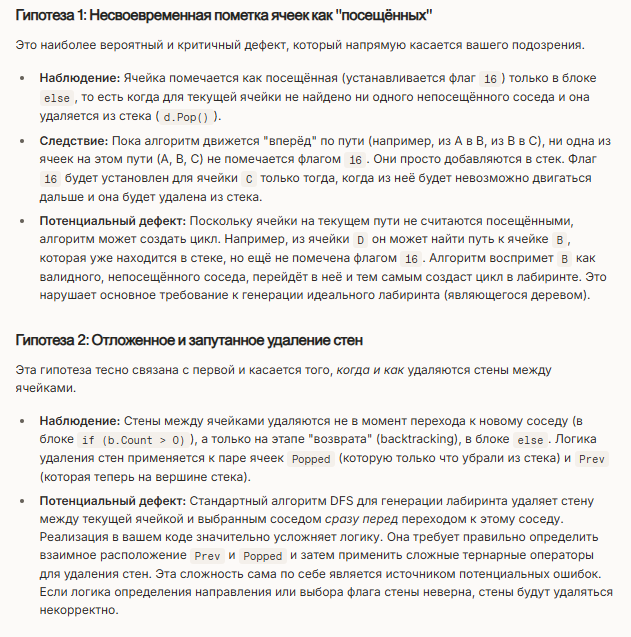 Гипотеза 1: Несвоевременная пометка ячеек как "посещённых"
Это наиболее вероятный и критичный дефект, который напрямую касается вашего подозрения.
• Наблюдение: Ячейка помечается как посещённая (устанавливается флаг 16) только в блоке
else, то есть когда для текущей ячейки не найдено ни одного непосещённого соседа и она
удаляется из стека (d.Pop()).
• Следствие: Пока алгоритм движется "вперёд" по пути (например, из A в B, из B в C), ни одна из
ячеек на этом пути (A, B, C) не помечается флагом 16. Они просто добавляются в стек. Флаг
16 будет установлен для ячейки C только тогда, когда из неё будет невозможно двигаться
дальше и она будет удалена из стека.
• Потенциальный дефект: Поскольку ячейки на текущем пути не считаются посещёнными,
алгоритм может создать цикл. Например, из ячейки D он может найти путь к ячейке B,
которая уже находится в стеке, но ещё не помечена флагом 16. Алгоритм воспримет B как
валидного, непосещённого соседа, перейдёт в неё и тем самым создаст цикл в лабиринте. Это
нарушает основное требование к генерации идеального лабиринта (являющегося деревом).
Гипотеза 2: Отложенное и запутанное удаление стен
Эта гипотеза тесно связана с первой и касается того, когда и как удаляются стены между
ячейками.
• Наблюдение: Стены между ячейками удаляются не в момент перехода к новому соседу (в
блоке if (b.Count > 0)), а только на этапе "возврата" (backtracking), в блоке else. Логика
удаления стен применяется к паре ячеек Popped (которую только что убрали из стека) и Prev
(которая теперь на вершине стека).
• Потенциальный дефект: Стандартный алгоритм DFS для генерации лабиринта удаляет стену
между текущей ячейкой и выбранным соседом сразу перед переходом к этому соседу.
Реализация в вашем коде значительно усложняет логику. Она требует правильно определить
взаимное расположение Prev и Popped и затем применить сложные тернарные операторы
для удаления стен. Эта сложность сама по себе является источником потенциальных ошибок.
Если логика определения направления или выбора флага стены неверна, стены будут удаляться
некорректно.